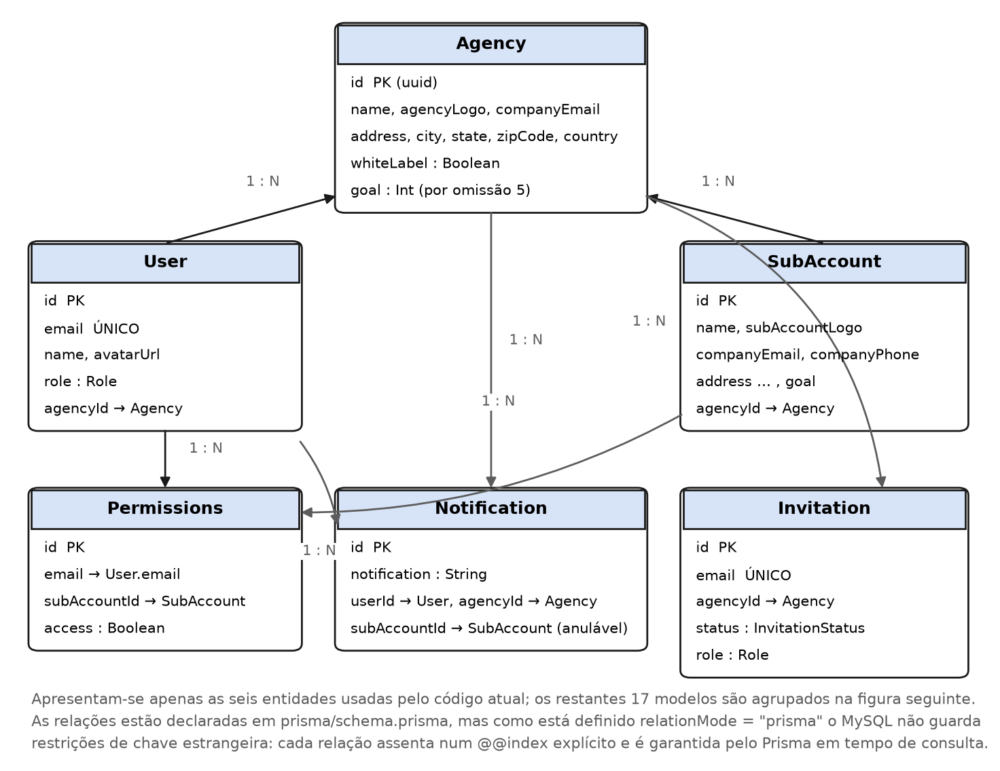 Agency
id  PK (uuid)
name, agencyLogo, companyEmail
address, city, state, zipCode, country
whiteLabel : Boolean
goal : Int (por omissão 5)
1 : N
1 : N
User
id  PK
email  ÚNICO
name, avatarUrl
role : Role
agencyId → Agency
1 : N
1 : N
1 : N
SubAccount
id  PK
name, subAccountLogo
companyEmail, companyPhone
address ... , goal
agencyId → Agency
1 : N
Permissions
id  PK
email → User.email
subAccountId → SubAccount
access : Boolean
1 : N
Notification
id  PK
notification : String
userId → User, agencyId → Agency
subAccountId → SubAccount (anulável)
Invitation
id  PK
email  ÚNICO
agencyId → Agency
status : InvitationStatus
role : Role
Apresentam-se apenas as seis entidades usadas pelo código atual; os restantes 17 modelos são agrupados na figura seguinte.
As relações estão declaradas em prisma/schema.prisma, mas como está definido relationMode = "prisma" o MySQL não guarda
restrições de chave estrangeira: cada relação assenta num @@index explícito e é garantida pelo Prisma em tempo de consulta.